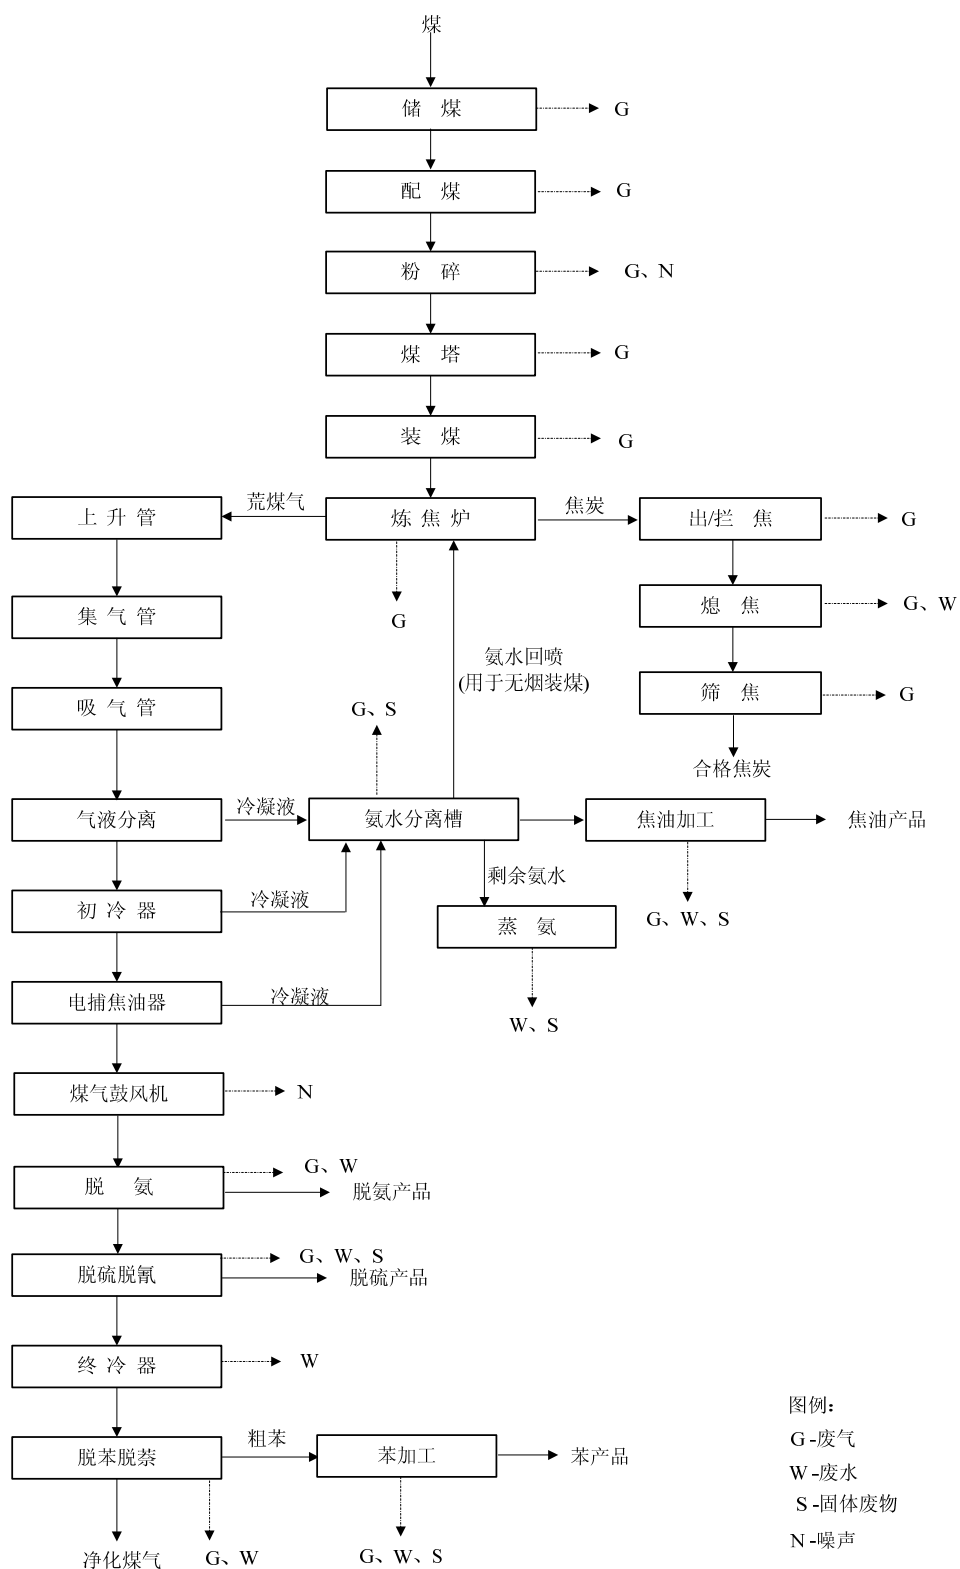 煤
储 煤
G
配 煤
G
粉 碎
G、N
煤 塔
G
装 煤
G
上 升 管
荒煤气
炼 焦 炉
焦炭
出/拦 焦
G
G
集 气 管
熄 焦
G、W
氨水回喷
(用于无烟装煤)
吸 气 管
G、S
筛 焦
G
合格焦炭
气液分离
冷凝液
氨水分离槽
焦油加工
焦油产品
剩余氨水
初 冷 器
冷凝液
蒸 氨
G、W、S
电捕焦油器
冷凝液
W、S
煤气鼓风机
N
脱 氨
G、W
脱氨产品
脱硫脱氰
G、W、S
脱硫产品
终 冷 器
W
脱苯脱萘
粗苯
苯加工
苯产品
净化煤气
G、W
G、W、S
图例：
G-废气
W-废水
S-固体废物
N-噪声